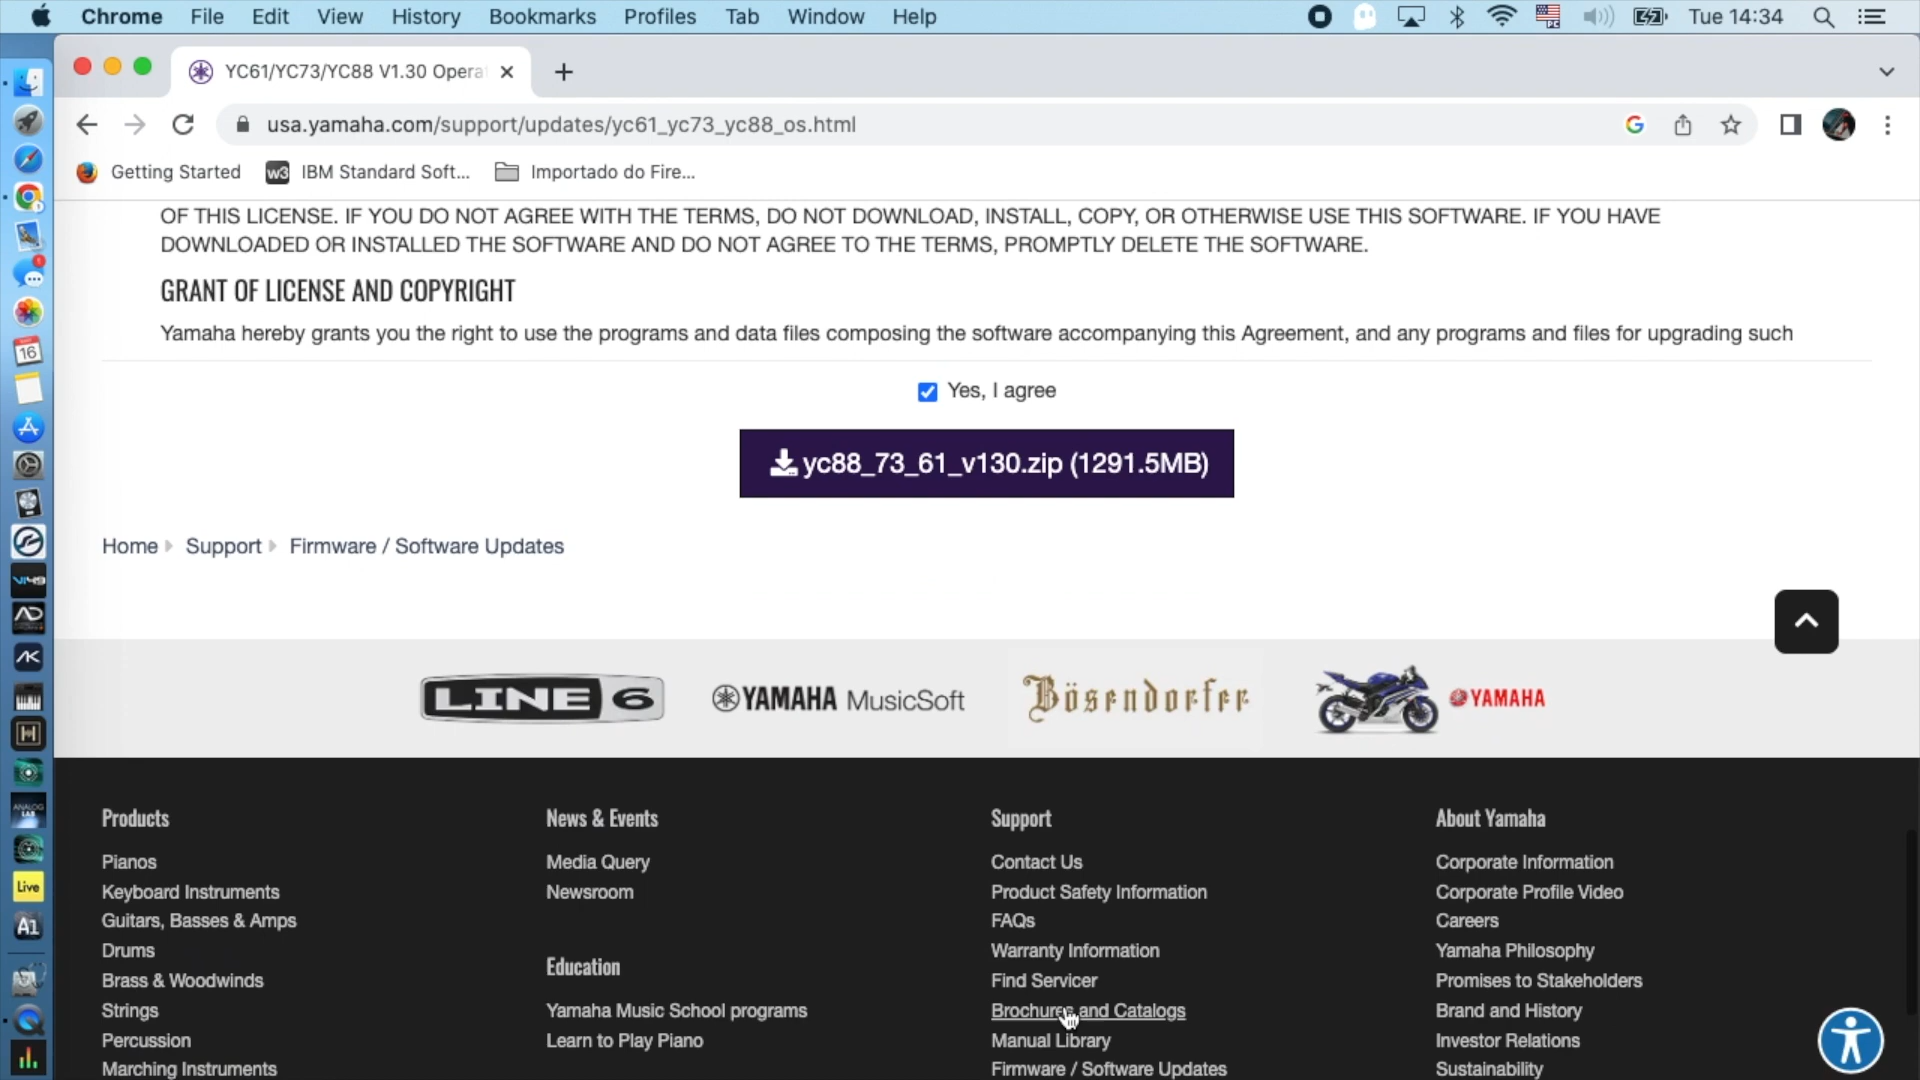 Chrome File Edit View History Bookmarks Profiles Tab Window Help Tue 14:34
YC61/YC73/YC88 V1.30 Opera
usa.yamaha.com/support/updates/yc61_yc73_yc88_os.html
Getting Started w3 IBM Standard Soft... Importado do Fire...
OF THIS LICENSE. IF YOU DO NOT AGREE WITH THE TERMS, DO NOT DOWNLOAD, INSTALL, COPY, OR OTHERWISE USE THIS SOFTWARE. IF YOU HAVE
DOWNLOADED OR INSTALLED THE SOFTWARE AND DO NOT AGREE TO THE TERMS, PROMPTLY DELETE THE SOFTWARE.
GRANT OF LICENSE AND COPYRIGHT
Yamaha hereby grants you the right to use the programs and data files composing the software accompanying this Agreement, and any programs and files for upgrading such
Yes, I agree
yc88_73_61_v130.zip (1291.5MB)
Home Support Firmware / Software Updates
LINE 6 YAMAHA MusicSoft Bösendorfer YAMAHA
Products
Pianos
Keyboard Instruments
Guitars, Basses & Amps
Drums
Brass & Woodwinds
Strings
Percussion
Marching Instruments
News & Events
Media Query
Newsroom
Education
Yamaha Music School programs
Learn to Play Piano
Support
Contact Us
Product Safety Information
FAQs
Warranty Information
Find Servicer
Brochures and Catalogs
Manual Library
Firmware / Software Updates
About Yamaha
Corporate Information
Corporate Profile Video
Careers
Yamaha Philosophy
Promises to Stakeholders
Brand and History
Investor Relations
Sustainability
16
ANALOG
LAB
Live
A1